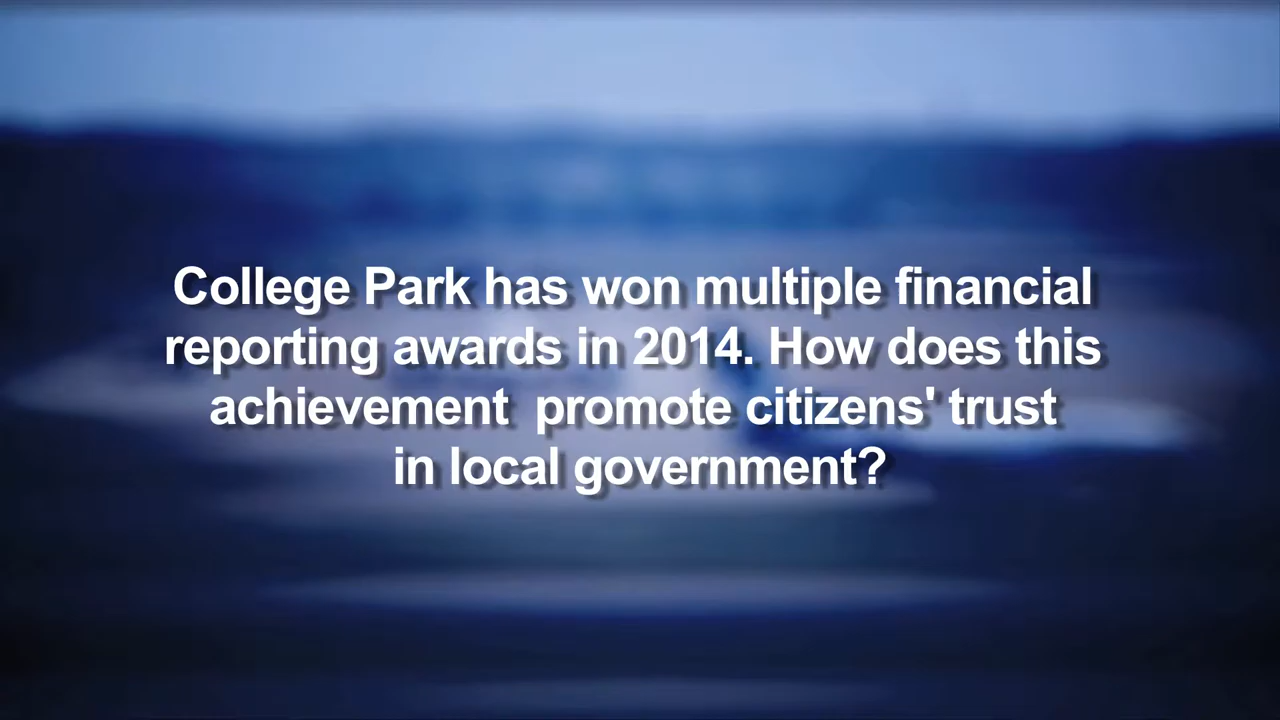 College Park has won multiple financial
reporting awards in 2014. How does this
achievement  promote citizens' trust
in local government?